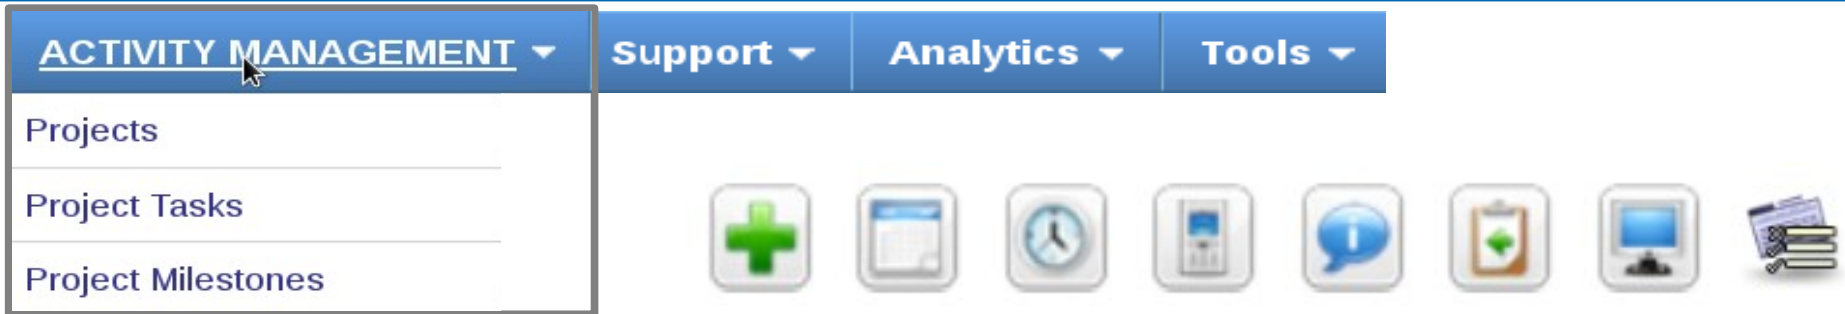 ACTIVITY MANAGEMENT Support Analytics Tools
Projects
Project Tasks
Project Milestones